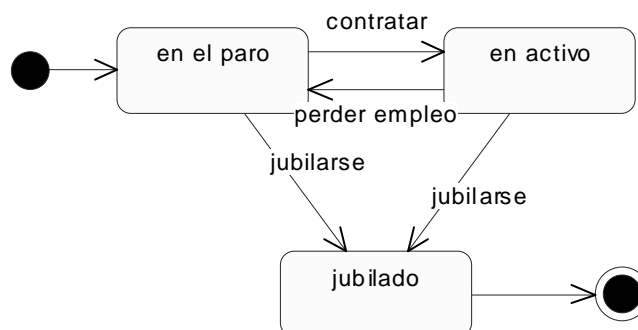 contratar
en el paro
en activo
perder empleo
jubilarse
jubilarse
jubilado